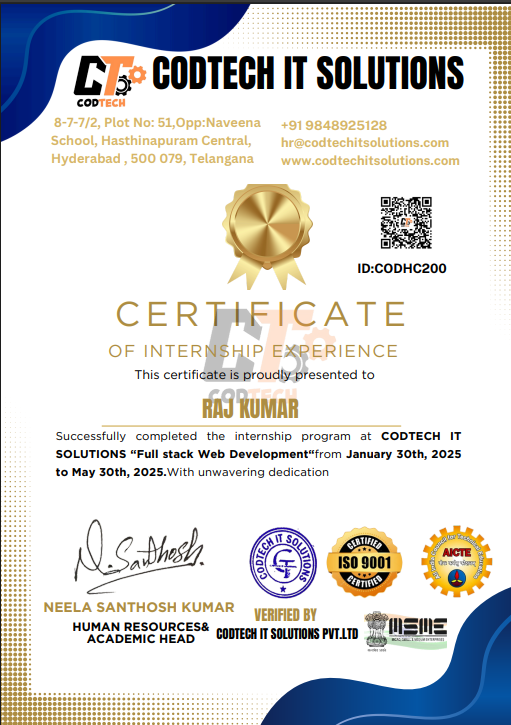 CT
CODTECH
CODTECH IT SOLUTIONS
8-7-7/2, Plot No: 51,Opp:Naveena
School, Hasthinapuram Central,
Hyderabad , 500 079, Telangana
+91 9848925128
hr@codtechitsolutions.com
www.codtechitsolutions.com
ID:CODHC200
CERTIFICATE
OF INTERNSHIP EXPERIENCE
This certificate is proudly presented to
CT
CODTECH
RAJ KUMAR
Successfully completed the internship program at CODTECH IT
SOLUTIONS “Full stack Web Development“from January 30th, 2025
to May 30th, 2025.With unwavering dedication
N. Santhosh.
NEELA SANTHOSH KUMAR
HUMAN RESOURCES&
ACADEMIC HEAD
CODTECH IT SOLUTIONS
CERTIFIED
ISO 9001
CERTIFIED
AICTE
VERIFIED BY
CODTECH IT SOLUTIONS PVT.LTD
MSME